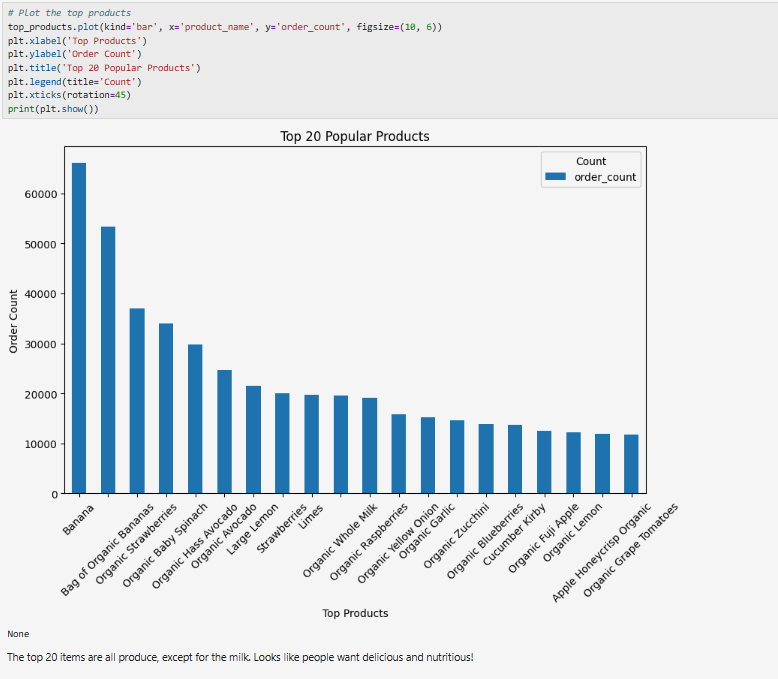 # Plot the top products
top_products.plot(kind='bar', x='product_name', y='order_count', figsize=(10, 6))
plt.xlabel('Top Products')
plt.ylabel('Order Count')
plt.title('Top 20 Popular Products')
plt.legend(title='Count')
plt.xticks(rotation=45)
print(plt.show())
Top 20 Popular Products
Count
order_count
60000
50000
40000
30000
20000
10000
0
Order Count
Banana
Bag of Organic Bananas
Organic Strawberries
Organic Baby Spinach
Organic Hass Avocado
Organic Avocado
Large Lemon
Strawberries
Limes
Organic Whole Milk
Organic Raspberries
Organic Yellow Onion
Organic Garlic
Organic Zucchini
Organic Blueberries
Cucumber Kirby
Organic Fuji Apple
Organic Lemon
Apple Honeycrisp Organic
Organic Grape Tomatoes
Top Products
None
The top 20 items are all produce, except for the milk. Looks like people want delicious and nutritious!